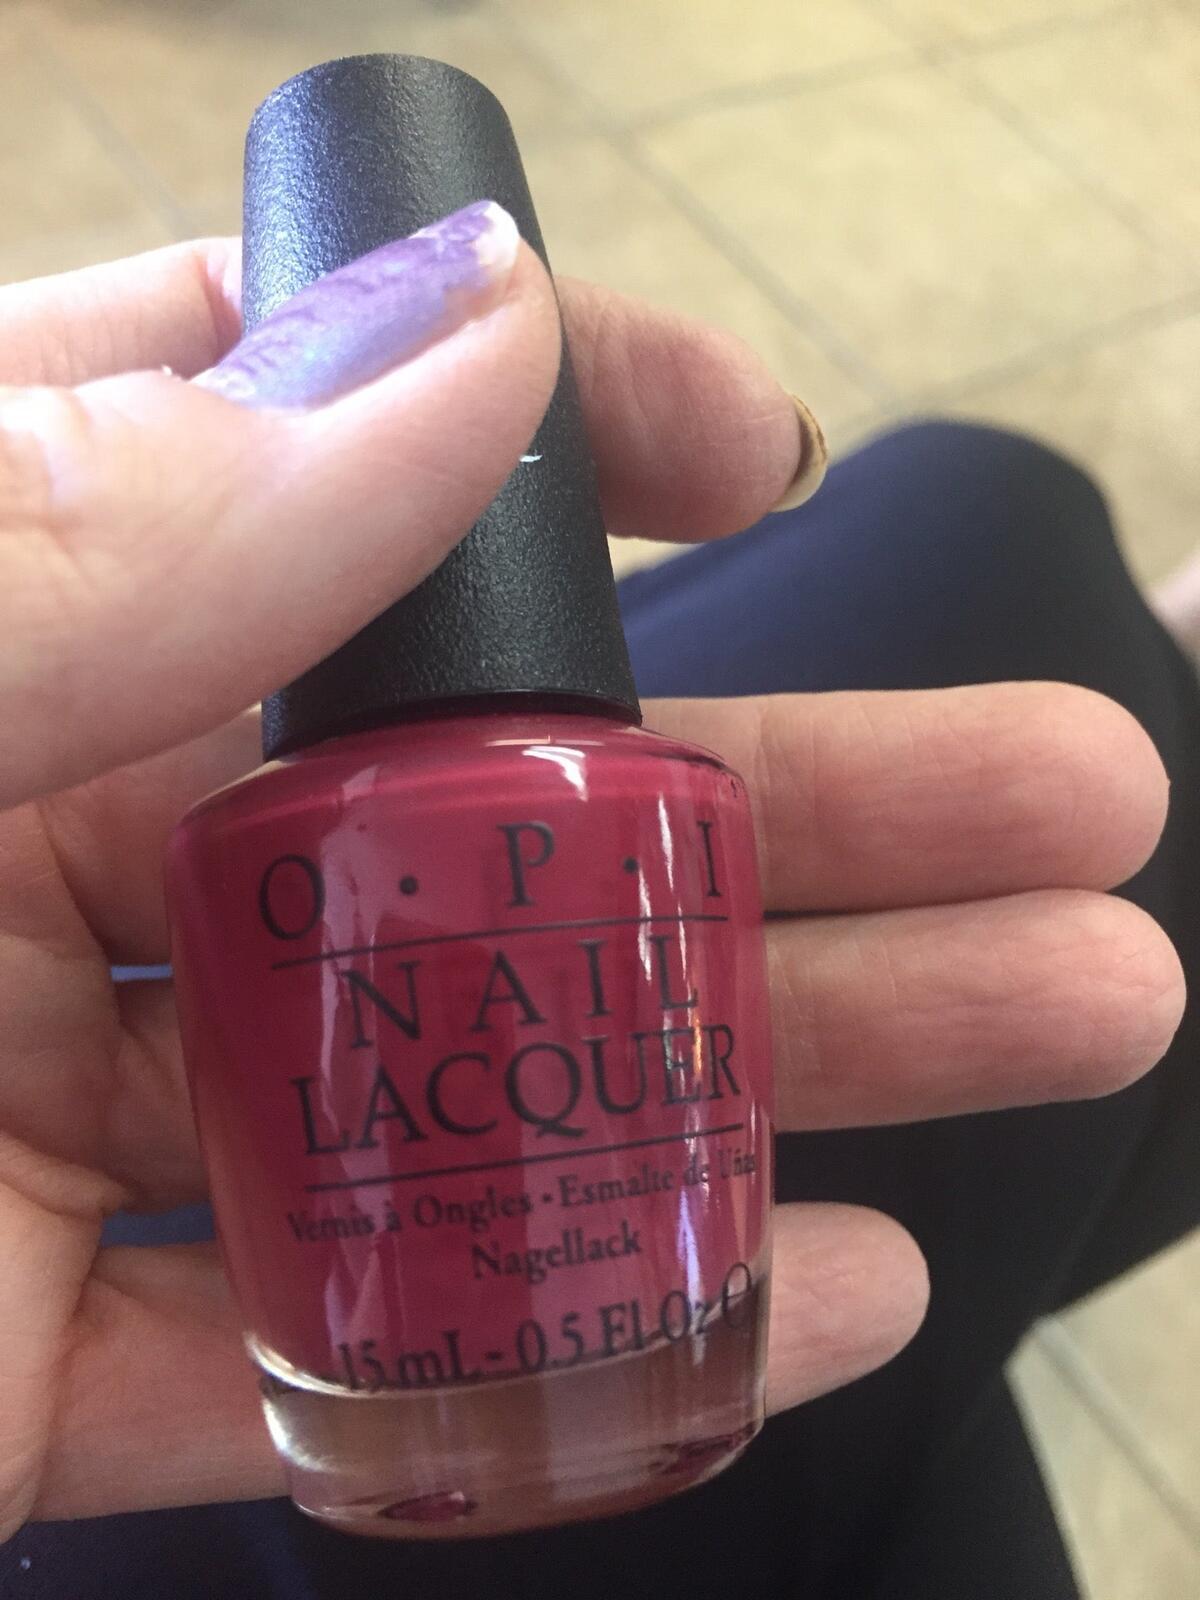 O · P · I
NAIL
LACQUER
Vernis à Ongles • Esmalte de Uñas
Nagellack
15 mL - 0.5 Fl Oz ℮